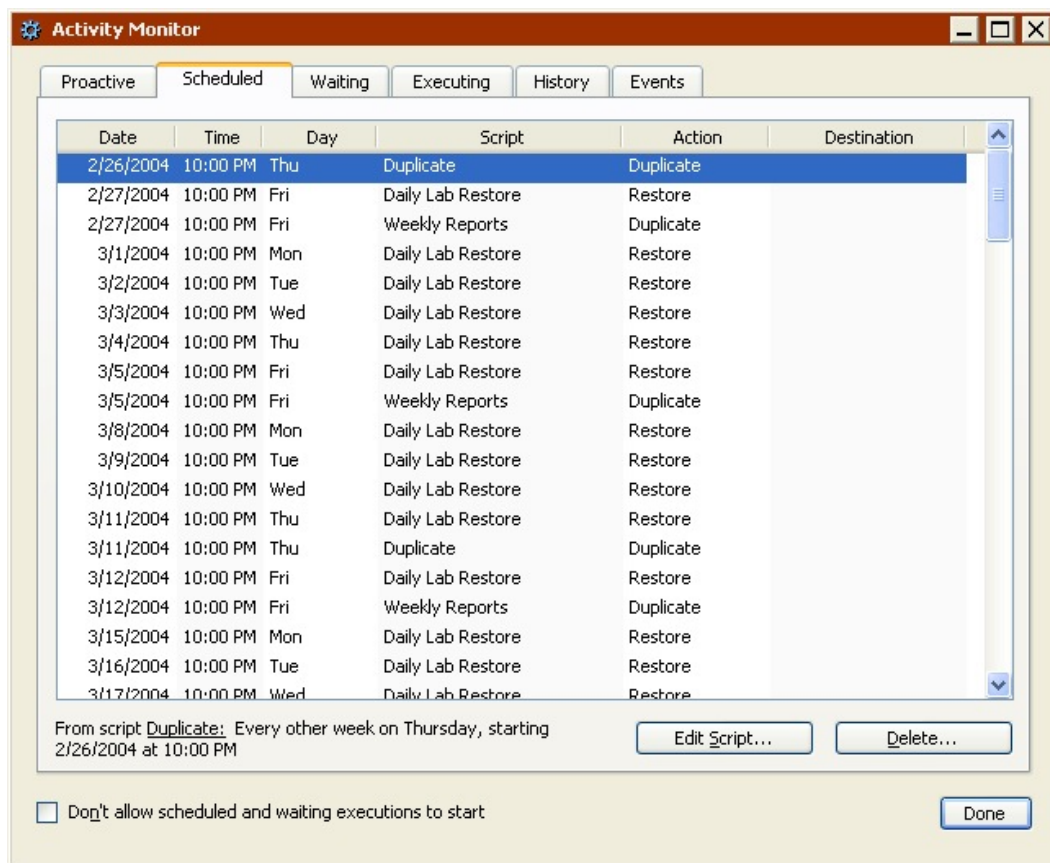 Activity Monitor
Proactive Scheduled Waiting Executing History Events
Date Time Day Script Action Destination
2/26/2004 10:00 PM Thu Duplicate Duplicate
2/27/2004 10:00 PM Fri Daily Lab Restore Restore
2/27/2004 10:00 PM Fri Weekly Reports Duplicate
3/1/2004 10:00 PM Mon Daily Lab Restore Restore
3/2/2004 10:00 PM Tue Daily Lab Restore Restore
3/3/2004 10:00 PM Wed Daily Lab Restore Restore
3/4/2004 10:00 PM Thu Daily Lab Restore Restore
3/5/2004 10:00 PM Fri Daily Lab Restore Restore
3/5/2004 10:00 PM Fri Weekly Reports Duplicate
3/8/2004 10:00 PM Mon Daily Lab Restore Restore
3/9/2004 10:00 PM Tue Daily Lab Restore Restore
3/10/2004 10:00 PM Wed Daily Lab Restore Restore
3/11/2004 10:00 PM Thu Daily Lab Restore Restore
3/11/2004 10:00 PM Thu Duplicate Duplicate
3/12/2004 10:00 PM Fri Daily Lab Restore Restore
3/12/2004 10:00 PM Fri Weekly Reports Duplicate
3/15/2004 10:00 PM Mon Daily Lab Restore Restore
3/16/2004 10:00 PM Tue Daily Lab Restore Restore
3/17/2004 10:00 PM Wed Daily Lab Restore Restore
From script Duplicate: Every other week on Thursday, starting
2/26/2004 at 10:00 PM
Edit Script... Delete...
Don't allow scheduled and waiting executions to start
Done